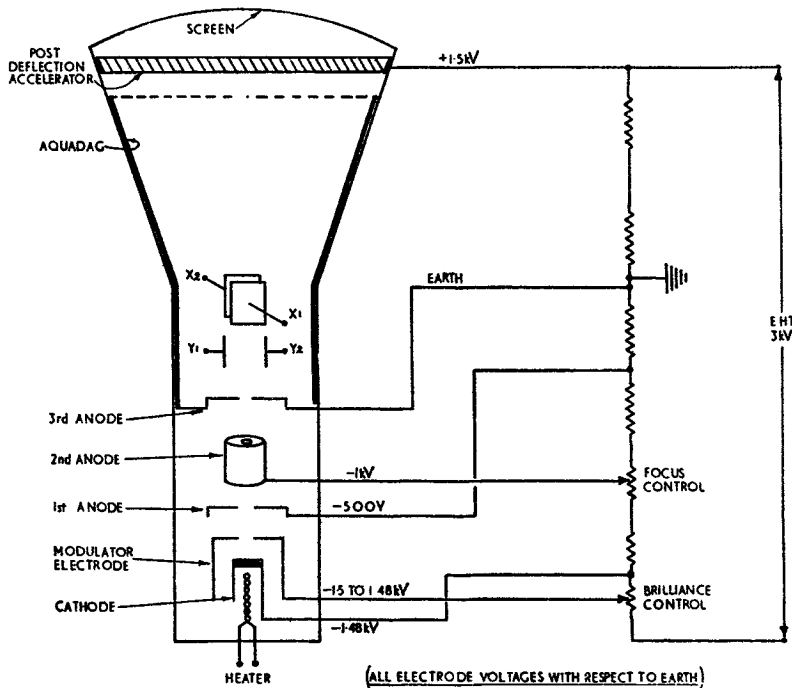 SCREEN
POST
DEFLECTION
ACCELERATOR
+1·5kV
AQUADAG
X2
X1
EARTH
EHT
3kV
Y1
Y2
3rd ANODE
2nd ANODE
-1kV
FOCUS
CONTROL
1st ANODE
-500V
MODULATOR
ELECTRODE
CATHODE
-1·5 TO 1·48kV
BRILLIANCE
CONTROL
-1·48kV
HEATER
(ALL ELECTRODE VOLTAGES WITH RESPECT TO EARTH)